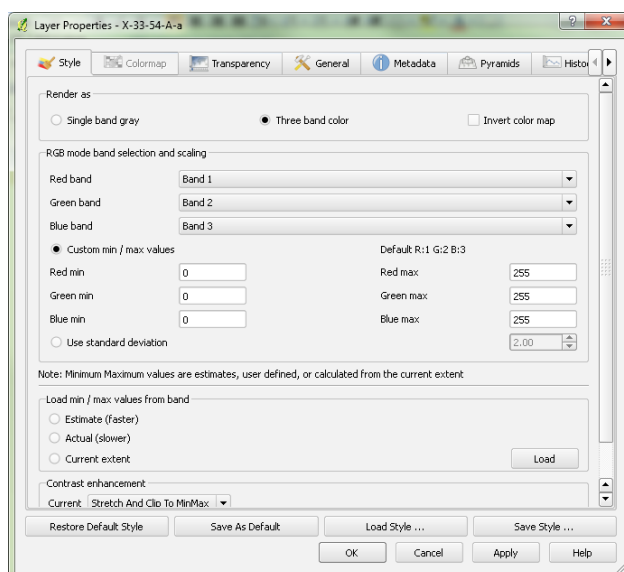 Layer Properties - X-33-54-A-a
Style Colormap Transparency General Metadata Pyramids Histo
Render as
Single band gray Three band color Invert color map
RGB mode band selection and scaling
Red band Band 1
Green band Band 2
Blue band Band 3
Custom min / max values Default R:1 G:2 B:3
Red min 0 Red max 255
Green min 0 Green max 255
Blue min 0 Blue max 255
Use standard deviation 2.00
Note: Minimum Maximum values are estimates, user defined, or calculated from the current extent
Load min / max values from band
Estimate (faster)
Actual (slower)
Current extent Load
Contrast enhancement
Current Stretch And Clip To MinMax
Restore Default Style Save As Default Load Style ... Save Style ...
OK Cancel Apply Help